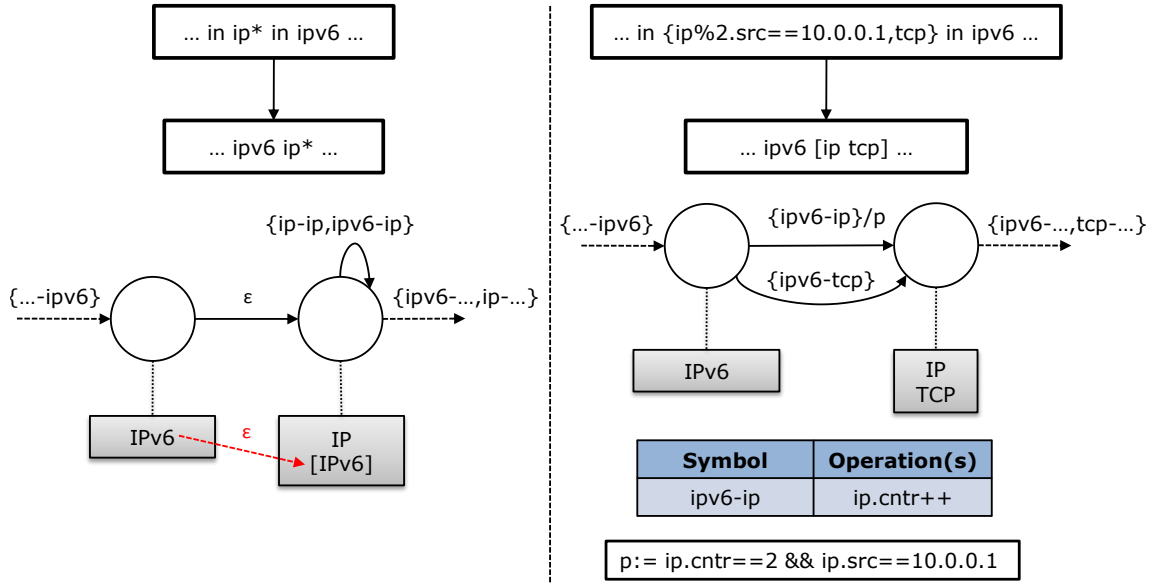 … in ip* in ipv6 …
… ipv6 ip* …
{ip-ip,ipv6-ip}
{…-ipv6}
ε
{ipv6-…,ip-…}
IPv6
ε
IP
[IPv6]
… in {ip%2.src==10.0.0.1,tcp} in ipv6 …
… ipv6 [ip tcp] …
{…-ipv6}
{ipv6-ip}/p
{ipv6-…,tcp-…}
{ipv6-tcp}
IPv6
IP
TCP
Symbol Operation(s)
ipv6-ip ip.cntr++
p:= ip.cntr==2 && ip.src==10.0.0.1